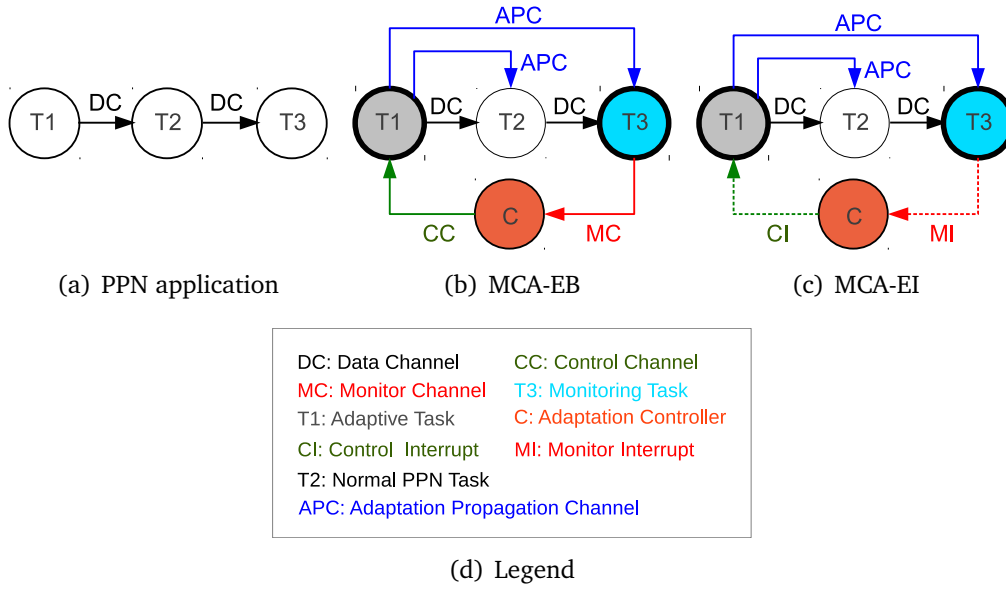 APC
APC
APC
APC
DC
DC
DC
DC
DC
DC
T1
T2
T3
T1
T2
T3
T1
T2
T3
C
C
CC
MC
CI
MI
(a) PPN application
(b) MCA-EB
(c) MCA-EI
DC: Data Channel
CC: Control Channel
MC: Monitor Channel
T3: Monitoring Task
T1: Adaptive Task
C: Adaptation Controller
CI: Control Interrupt
MI: Monitor Interrupt
T2: Normal PPN Task
APC: Adaptation Propagation Channel
(d) Legend